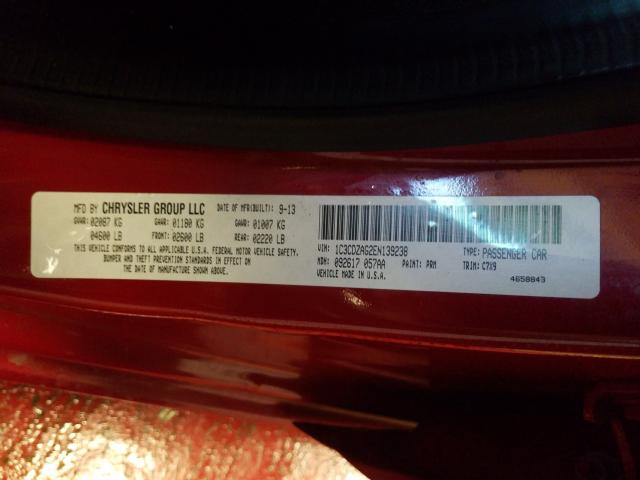 MFD BY CHRYSLER GROUP LLC DATE OF MFR(BUILT): 9-13
GVWR: 02087 KG GAWR: 01180 KG GAWR: 01007 KG
04600 LB FRONT: 02600 LB REAR: 02220 LB
THIS VEHICLE CONFORMS TO ALL APPLICABLE U.S.A. FEDERAL MOTOR VEHICLE SAFETY,
BUMPER AND THEFT PREVENTION STANDARDS IN EFFECT ON
THE DATE OF MANUFACTURE SHOWN ABOVE.
VIN: 1C3CDZAG2EN139238 TYPE: PASSENGER CAR
MDH: 092617 057AA PAINT: PRM TRIM: C7X9
VEHICLE MADE IN U.S.A. 4658843